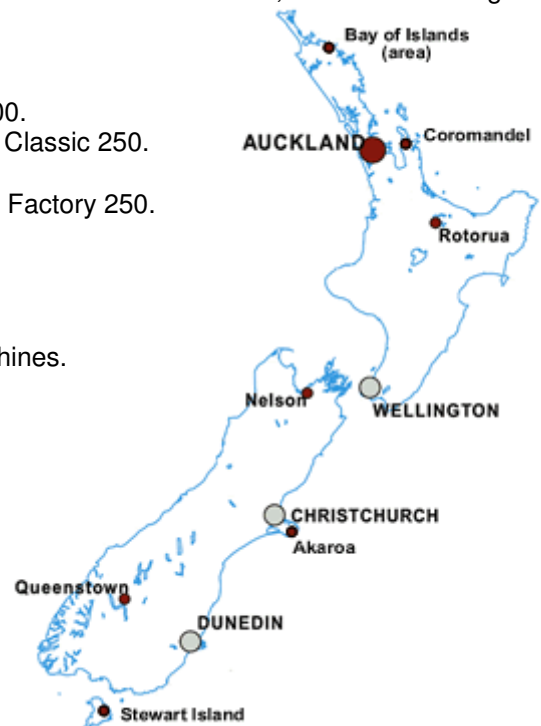 Bay of Islands
(area)
00.
Classic 250.
AUCKLAND
Coromandel
Factory 250.
Rotorua
hines.
Nelson
WELLINGTON
CHRISTCHURCH
Akaroa
Queenstown
DUNEDIN
Stewart Island